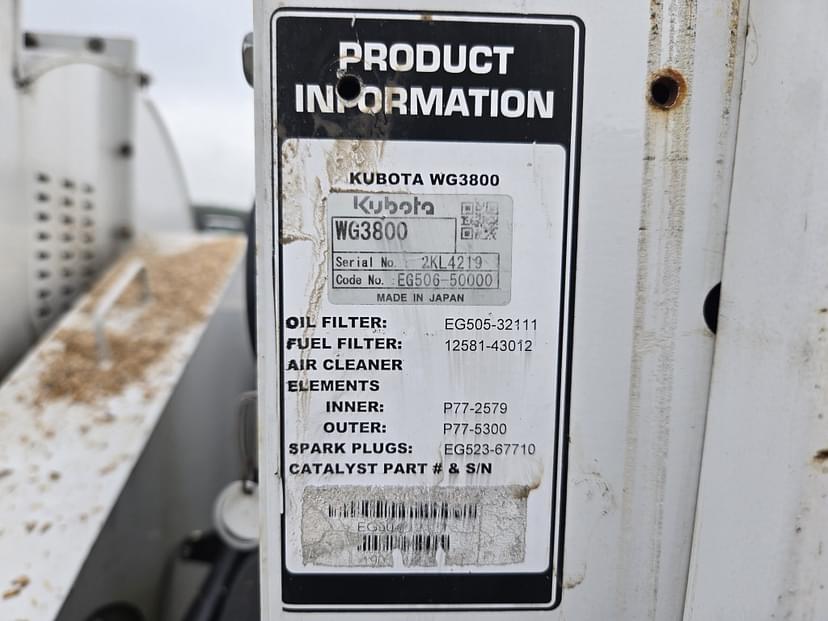 PRODUCT
INFORMATION
KUBOTA WG3800
Kubota
WG3800
Serial No. : 2KL4219
Code No. : EG506-50000
MADE IN JAPAN
OIL FILTER: EG505-32111
FUEL FILTER: 12581-43012
AIR CLEANER
ELEMENTS
INNER: P77-2579
OUTER: P77-5300
SPARK PLUGS: EG523-67710
CATALYST PART # & S/N